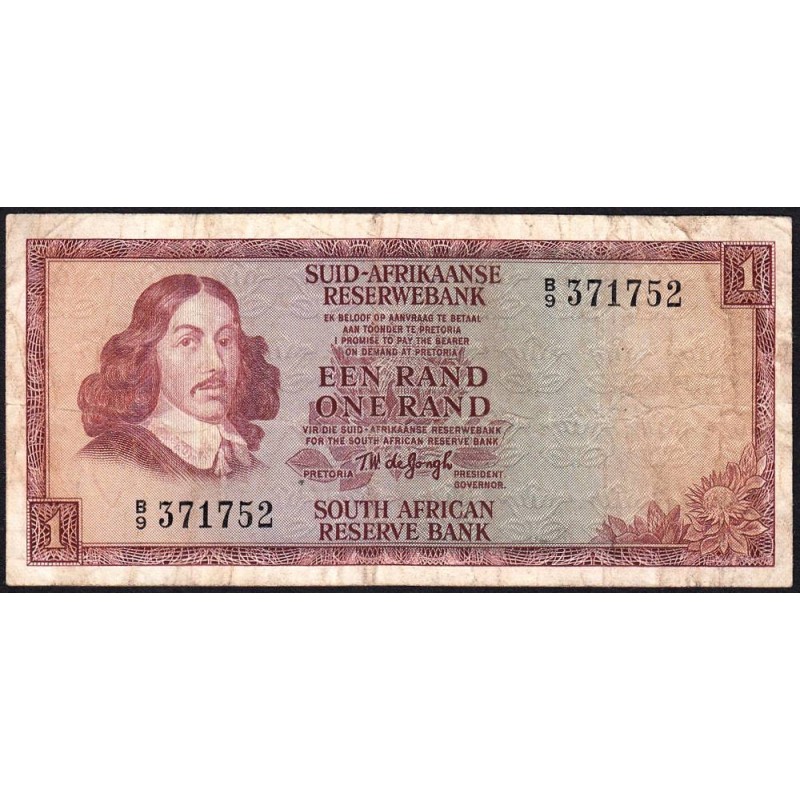 SUID-AFRIKAANSE
RESERWEBANK
B/9 371752
1
EK BELOOF OP AANVRAAG TE BETAAL
AAN TOONDER TE PRETORIA
I PROMISE TO PAY THE BEARER
ON DEMAND AT PRETORIA
EEN RAND
ONE RAND
VIR DIE SUID-AFRIKAANSE RESERWEBANK
FOR THE SOUTH AFRICAN RESERVE BANK
T.W. de Jongh
PRETORIA PRESIDENT
GOVERNOR.
1
B/9 371752
SOUTH AFRICAN
RESERVE BANK